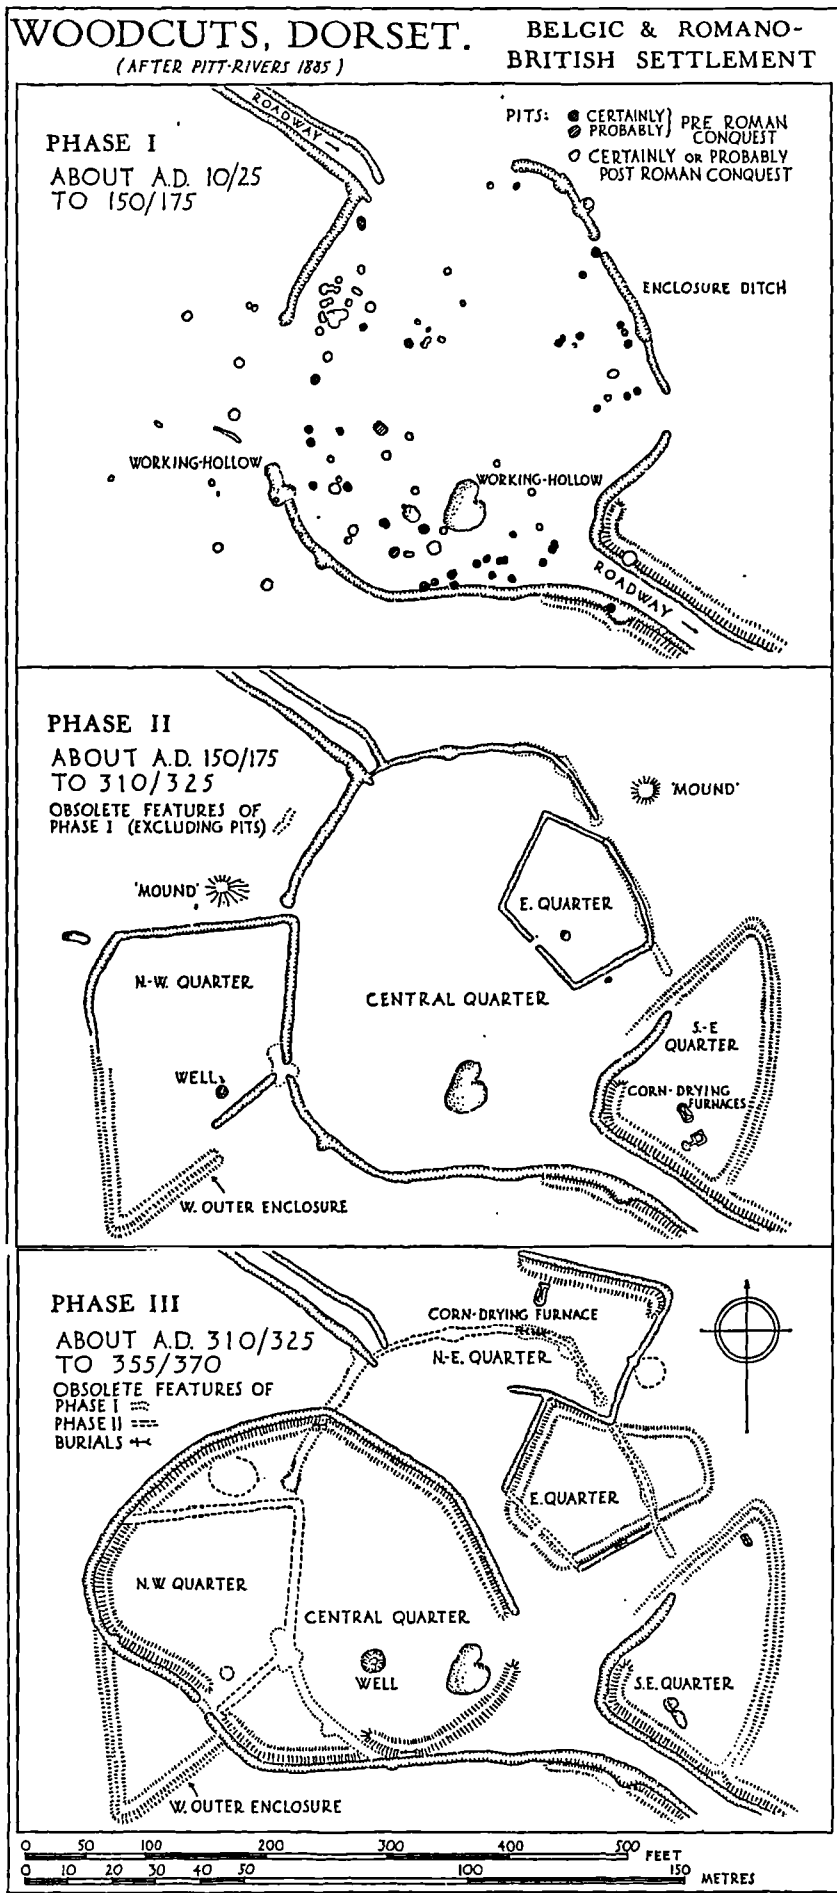 WOODCUTS, DORSET.
(AFTER PITT-RIVERS 1885)
BELGIC & ROMANO-
BRITISH SETTLEMENT
PHASE I
ABOUT A.D. 10/25
TO 150/175
ROADWAY →
PITS: CERTAINLY } PRE ROMAN
PROBABLY } CONQUEST
CERTAINLY OR PROBABLY
POST ROMAN CONQUEST
ENCLOSURE DITCH
WORKING-HOLLOW
WORKING-HOLLOW
ROADWAY →
PHASE II
ABOUT A.D. 150/175
TO 310/325
OBSOLETE FEATURES OF
PHASE I (EXCLUDING PITS)
'MOUND'
'MOUND'
E. QUARTER
N-W. QUARTER
CENTRAL QUARTER
S-E
QUARTER
WELL
CORN-DRYING
FURNACES
W. OUTER ENCLOSURE
PHASE III
ABOUT A.D. 310/325
TO 355/370
OBSOLETE FEATURES OF
PHASE I
PHASE II
BURIALS
CORN-DRYING FURNACE
N-E. QUARTER
E. QUARTER
N.W. QUARTER
CENTRAL QUARTER
WELL
S.E. QUARTER
W. OUTER ENCLOSURE
0 50 100 200 300 400 500 FEET
0 10 20 30 40 50 100 150 METRES